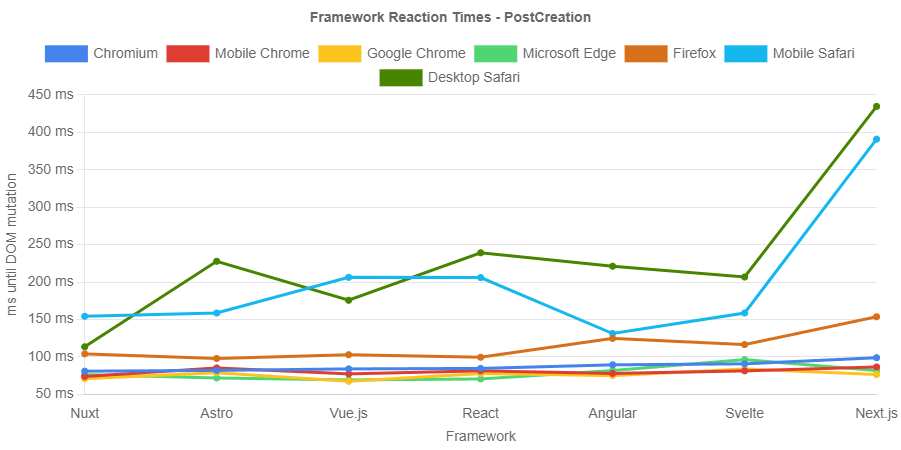 Framework Reaction Times - PostCreation
Chromium Mobile Chrome Google Chrome Microsoft Edge Firefox Mobile Safari
Desktop Safari
450 ms
400 ms
350 ms
300 ms
250 ms
200 ms
150 ms
100 ms
50 ms
ms until DOM mutation
Nuxt Astro Vue.js React Angular Svelte Next.js
Framework